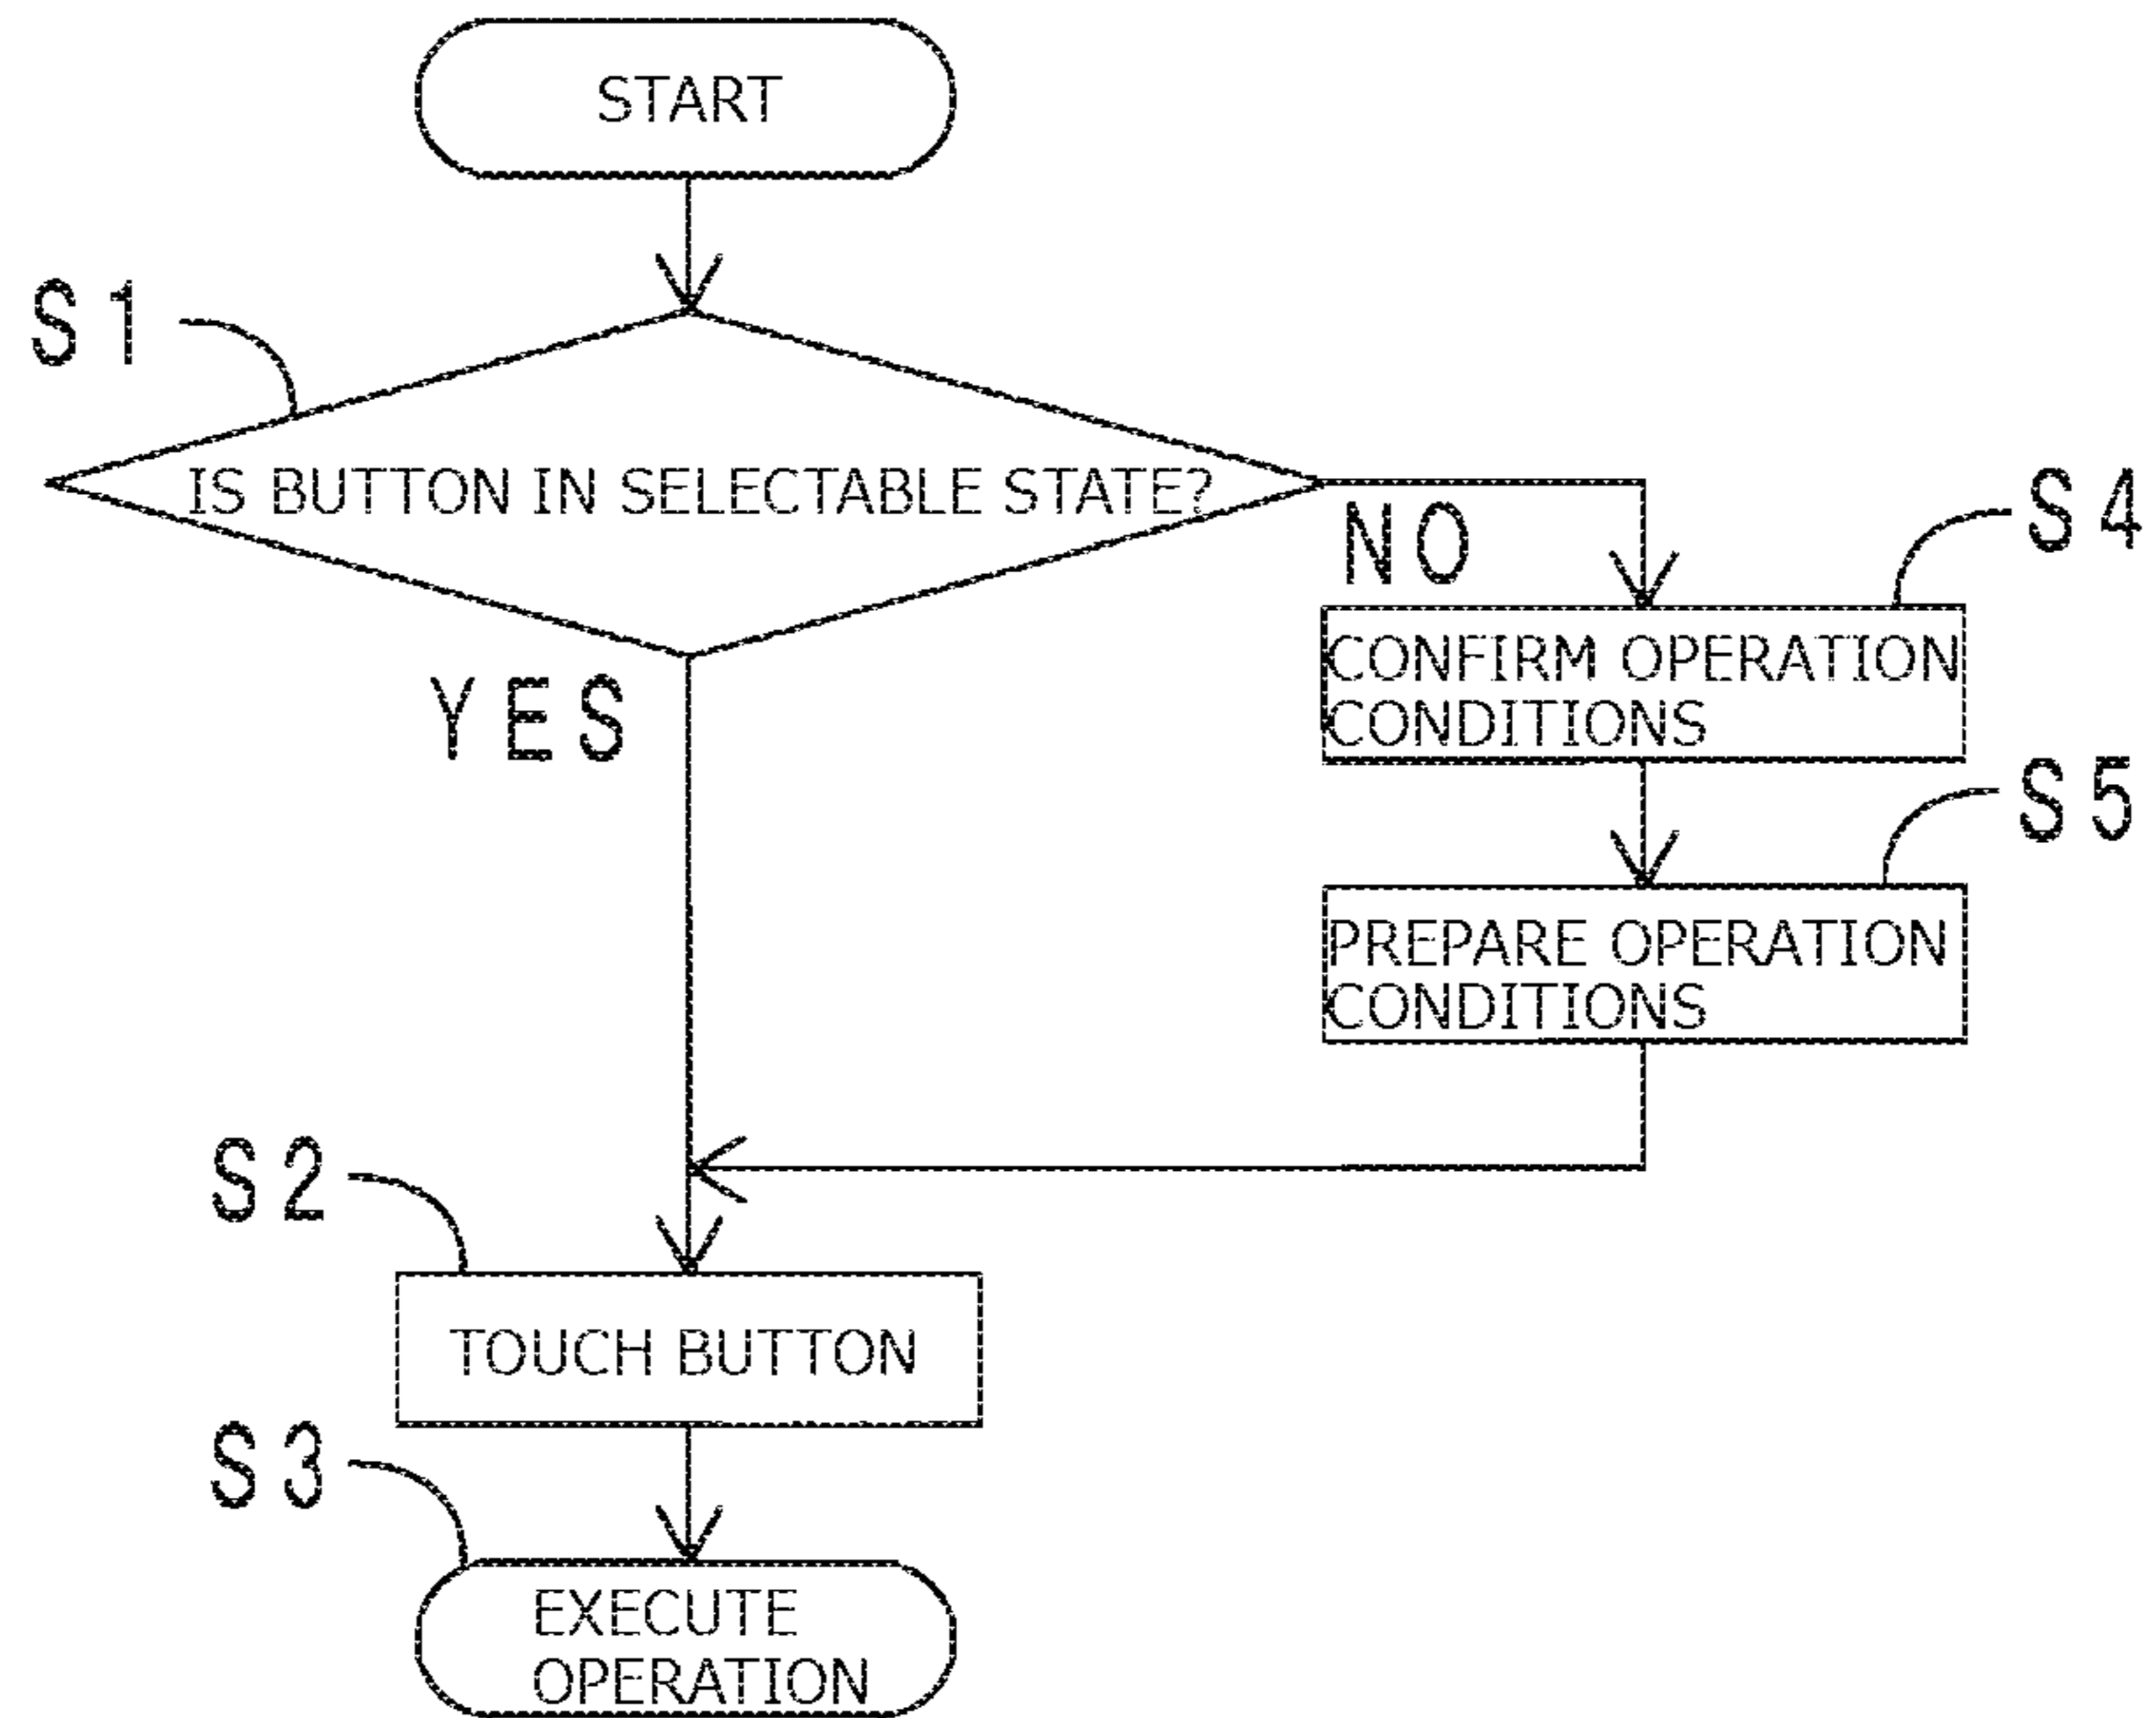 START
S1
IS BUTTON IN SELECTABLE STATE?
NO
S4
CONFIRM OPERATION
CONDITIONS
YES
S5
PREPARE OPERATION
CONDITIONS
S2
TOUCH BUTTON
S3
EXECUTE
OPERATION